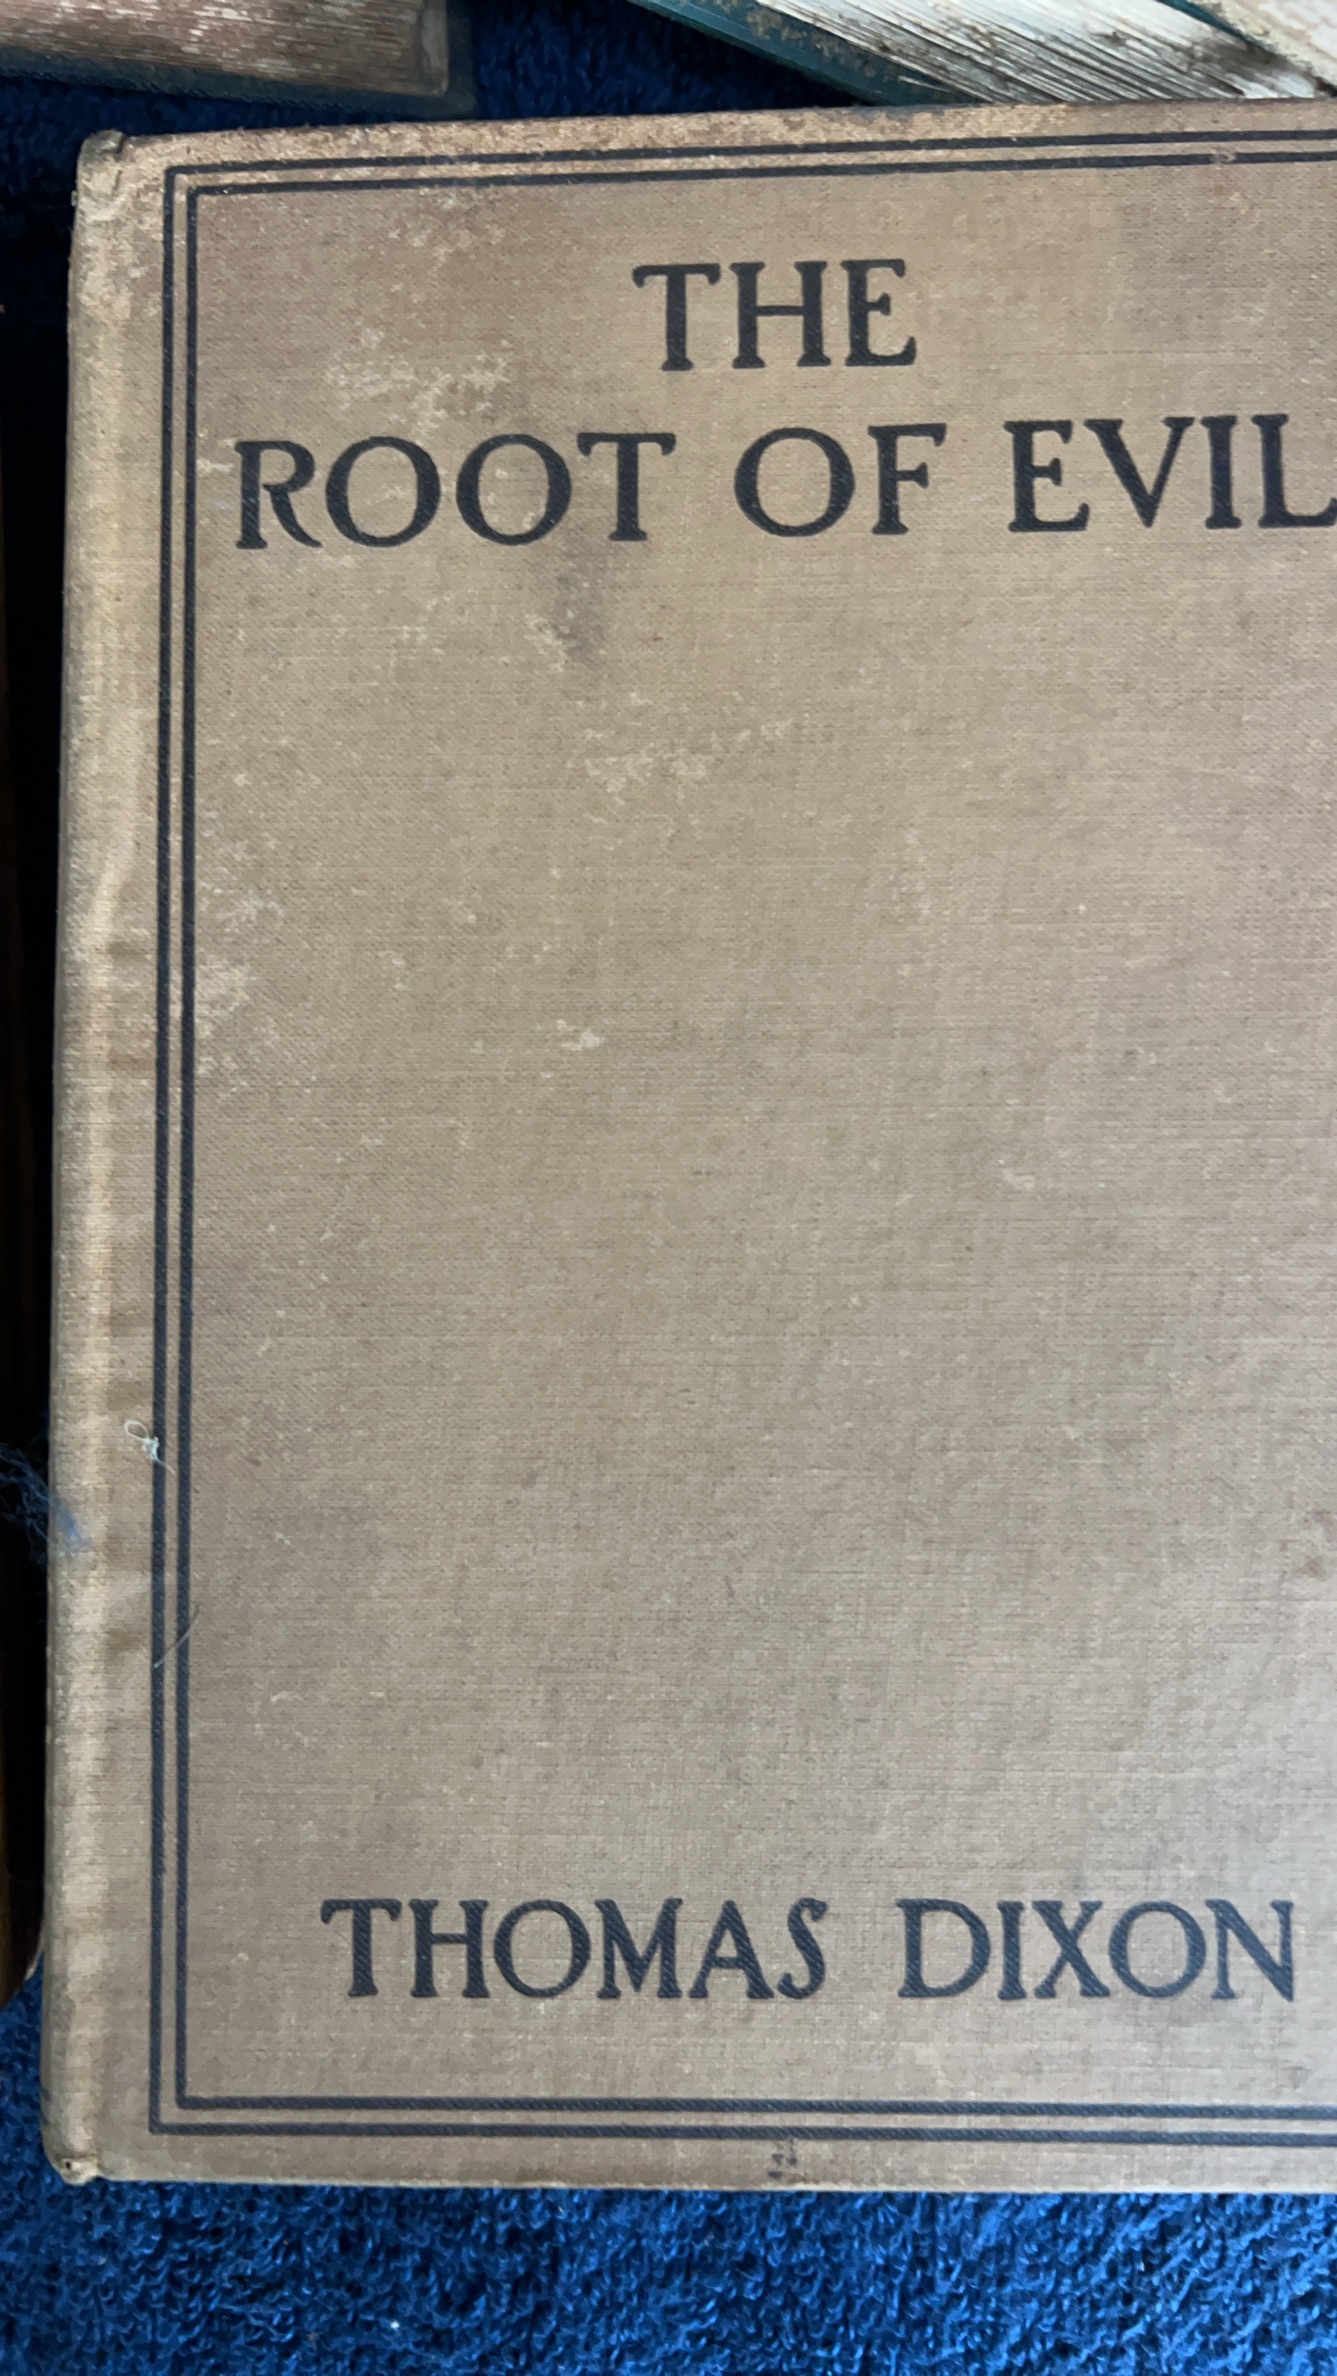 THE
ROOT OF EVIL
THOMAS DIXON